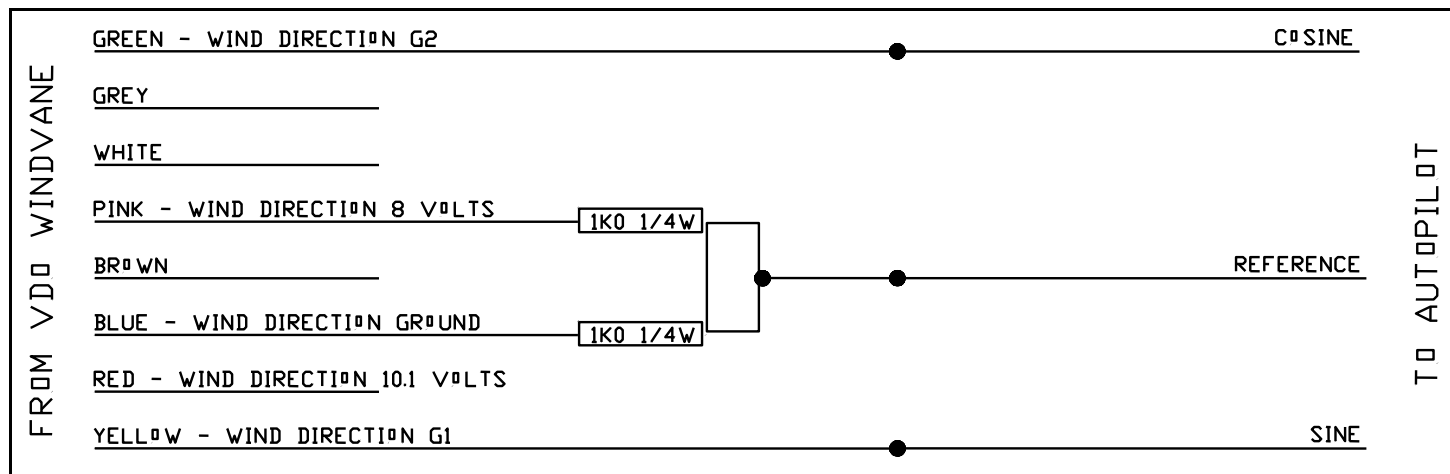 FROM VDO WINDVANE
GREEN - WIND DIRECTION G2
COSINE
GREY
WHITE
PINK - WIND DIRECTION 8 VOLTS
1K0 1/4W
BROWN
REFERENCE
BLUE - WIND DIRECTION GROUND
1K0 1/4W
RED - WIND DIRECTION 10.1 VOLTS
YELLOW - WIND DIRECTION G1
SINE
TO AUTOPILOT